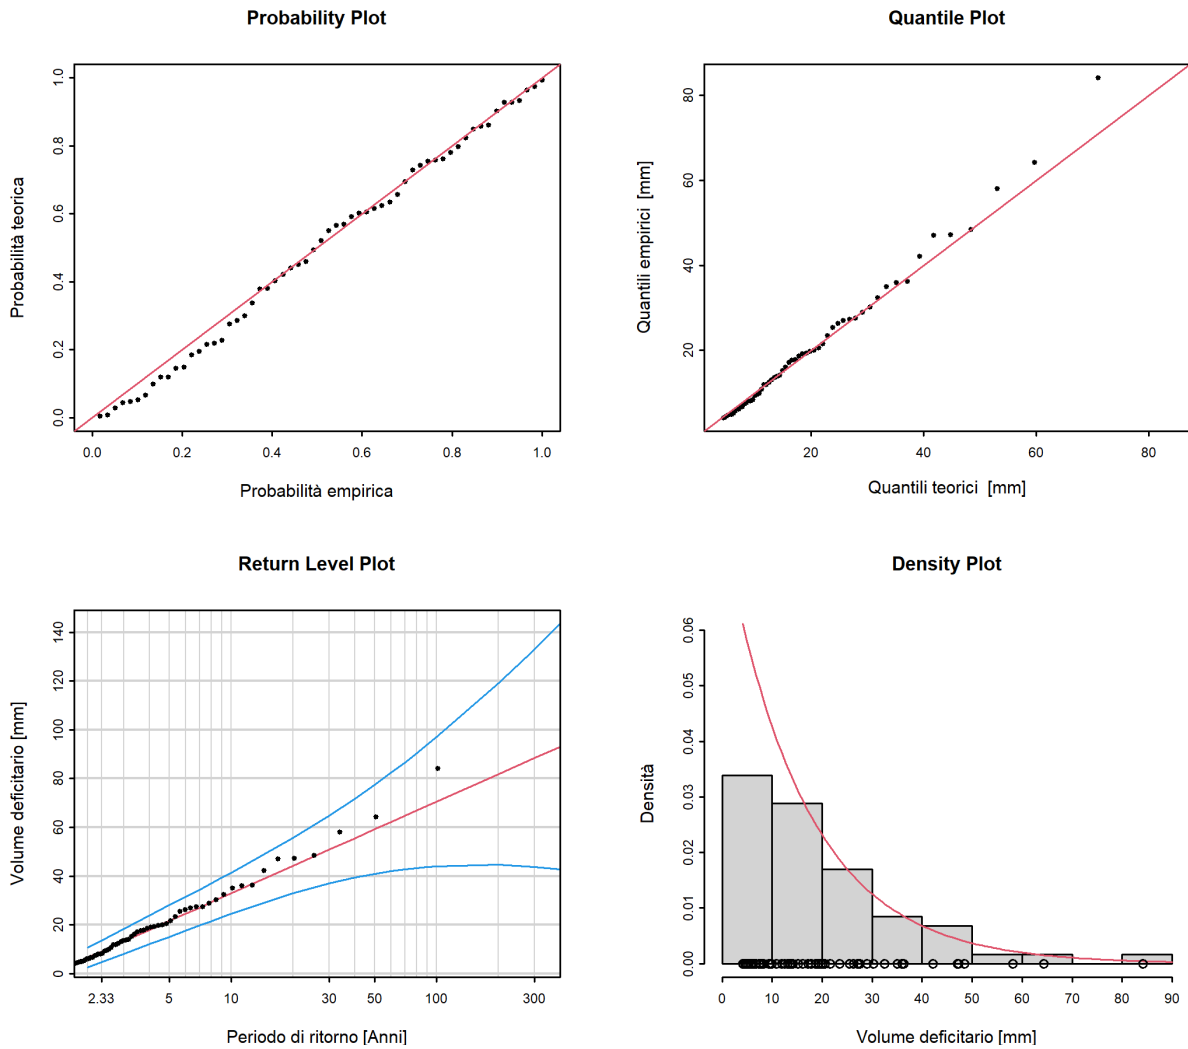 Probability Plot
Probabilità teorica
0.0 0.2 0.4 0.6 0.8 1.0
0.0 0.2 0.4 0.6 0.8 1.0
Probabilità empirica
Quantile Plot
Quantili empirici [mm]
20 40 60 80
20 40 60 80
Quantili teorici [mm]
Return Level Plot
Volume deficitario [mm]
0 20 40 60 80 100 120 140
2.33 5 10 30 50 100 300
Periodo di ritorno [Anni]
Density Plot
Densità
0.00 0.01 0.02 0.03 0.04 0.05 0.06
0 10 20 30 40 50 60 70 80 90
Volume deficitario [mm]